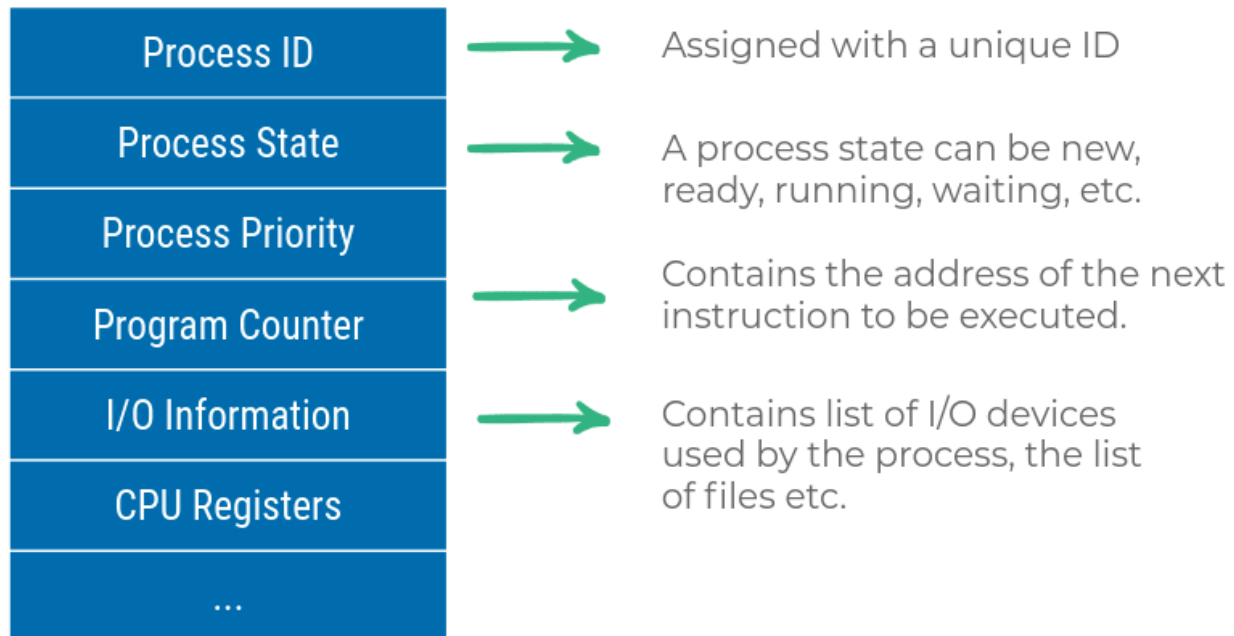 Process ID
Assigned with a unique ID
Process State
A process state can be new,
ready, running, waiting, etc.
Process Priority
Program Counter
Contains the address of the next
instruction to be executed.
I/O Information
Contains list of I/O devices
used by the process, the list
of files etc.
CPU Registers
...